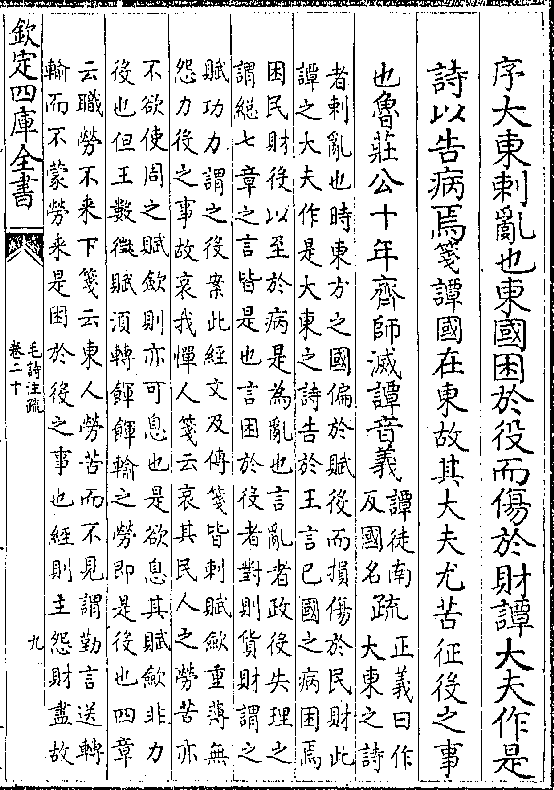 序大東刺亂也東國困於役而傷於財譚大夫作是
詩以告病焉箋譚國在東故其大夫尤苦征役之事
也魯莊公十年齊師滅譚音義
譚徒南
反國名
疏
正義曰作
大東之詩
者刺亂也時東方之國偏於賦役而損傷於民財此
譚之大夫作是大東之詩告於王言已國之病困焉
困民財役以至於病是為亂也言亂者政役失理之
謂総七章之言皆是也言困於役者對則貨財謂之
賦功力謂之役案此經文及傳箋皆刺賦斂重薄無
怨力役之事故哀我憚人箋云哀其民人之勞苦亦
不欲使周之賦斂則亦可息也是欲息其賦斂非力
役也但王數徴賦須轉餫餫輸之勞即是役也四章
云職勞不来下箋云東人勞苦而不見謂勤言送轉
輸而不蒙勞来是困於役之事也經則主怨財盡故
欽定四庫全書
毛詩注疏
卷二十
九